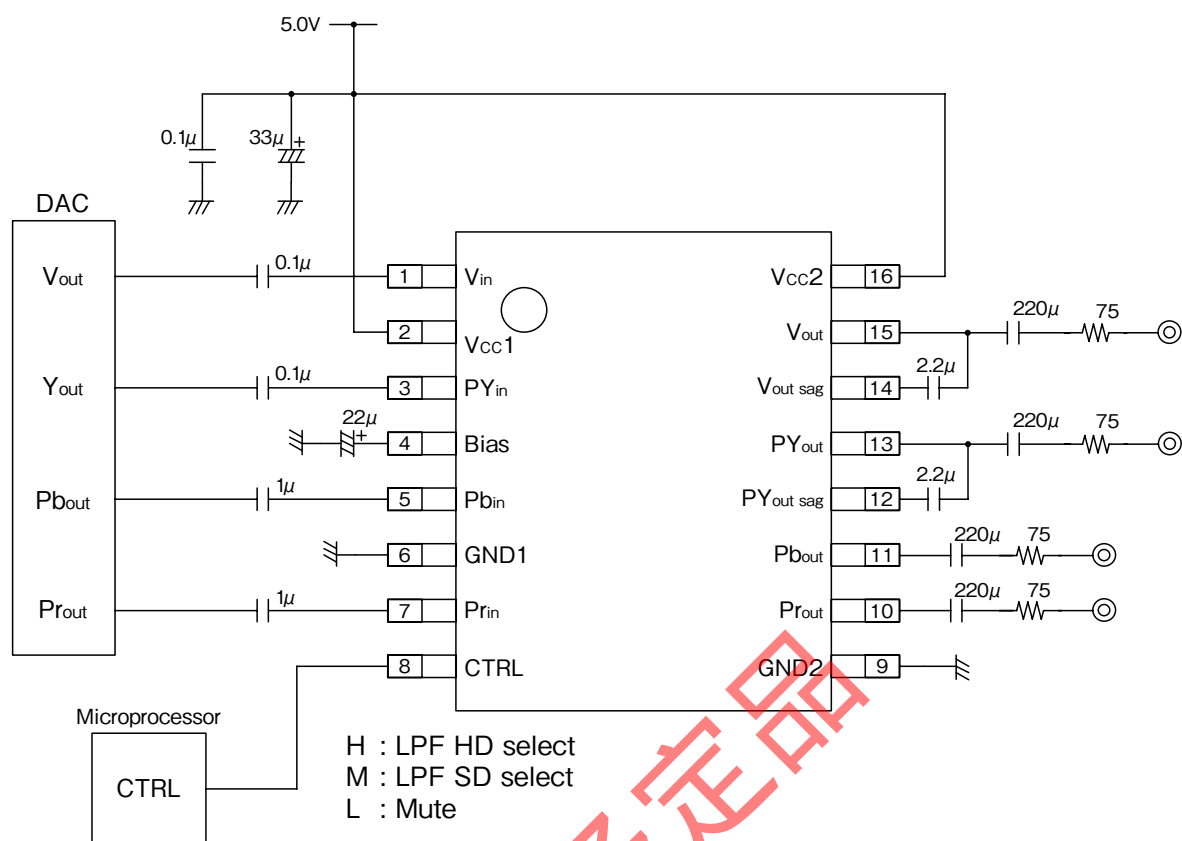 5.0V
0.1μ
33μ
+
DAC
Vout
0.1μ
1
Vin
2
VCC1
Yout
0.1μ
3
PYin
22μ
+
4
Bias
Pbout
1μ
5
Pbin
6
GND1
Prout
1μ
7
Prin
8
CTRL
VCC2
16
Vout
15
220μ
75
Vout sag
14
2.2μ
PYout
13
220μ
75
PYout sag
12
2.2μ
Pbout
11
220μ
75
Prout
10
220μ
75
GND2
9
Microprocessor
CTRL
H : LPF HD select
M : LPF SD select
L : Mute
定品